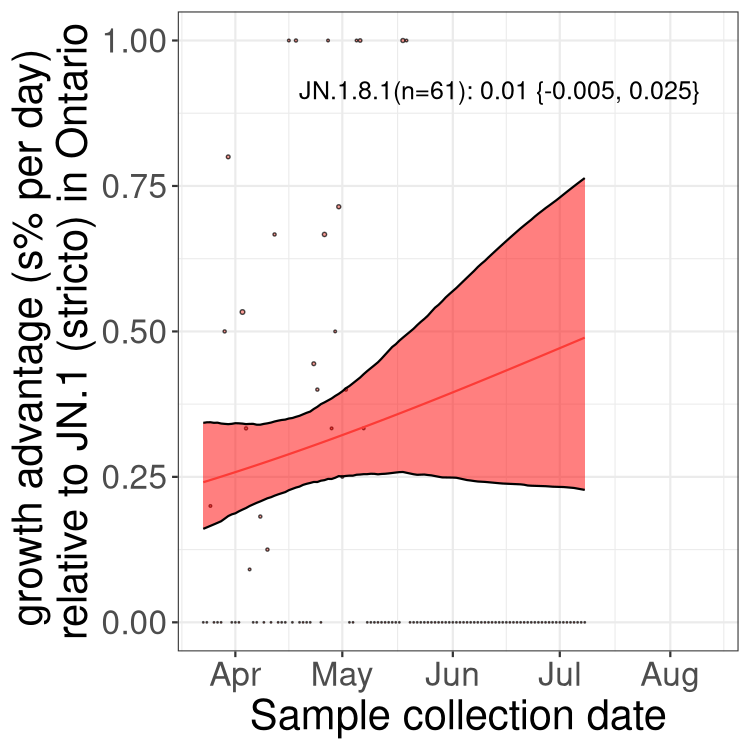 growth advantage (s% per day)
relative to JN.1 (stricto) in Ontario
1.00
0.75
0.50
0.25
0.00
JN.1.8.1(n=61): 0.01 {-0.005, 0.025}
Apr May Jun Jul Aug
Sample collection date